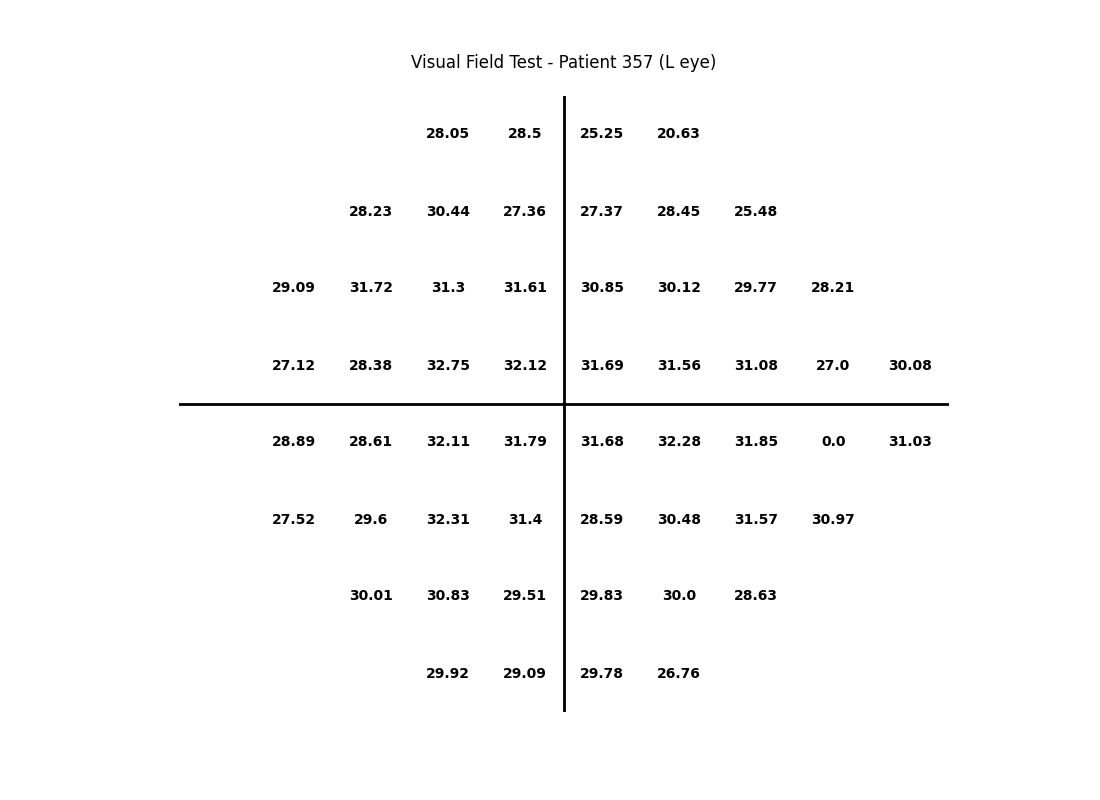 Visual Field Test - Patient 357 (L eye)
28.05 28.5 25.25 20.63
28.23 30.44 27.36 27.37 28.45 25.48
29.09 31.72 31.3 31.61 30.85 30.12 29.77 28.21
27.12 28.38 32.75 32.12 31.69 31.56 31.08 27.0 30.08
28.89 28.61 32.11 31.79 31.68 32.28 31.85 0.0 31.03
27.52 29.6 32.31 31.4 28.59 30.48 31.57 30.97
30.01 30.83 29.51 29.83 30.0 28.63
29.92 29.09 29.78 26.76